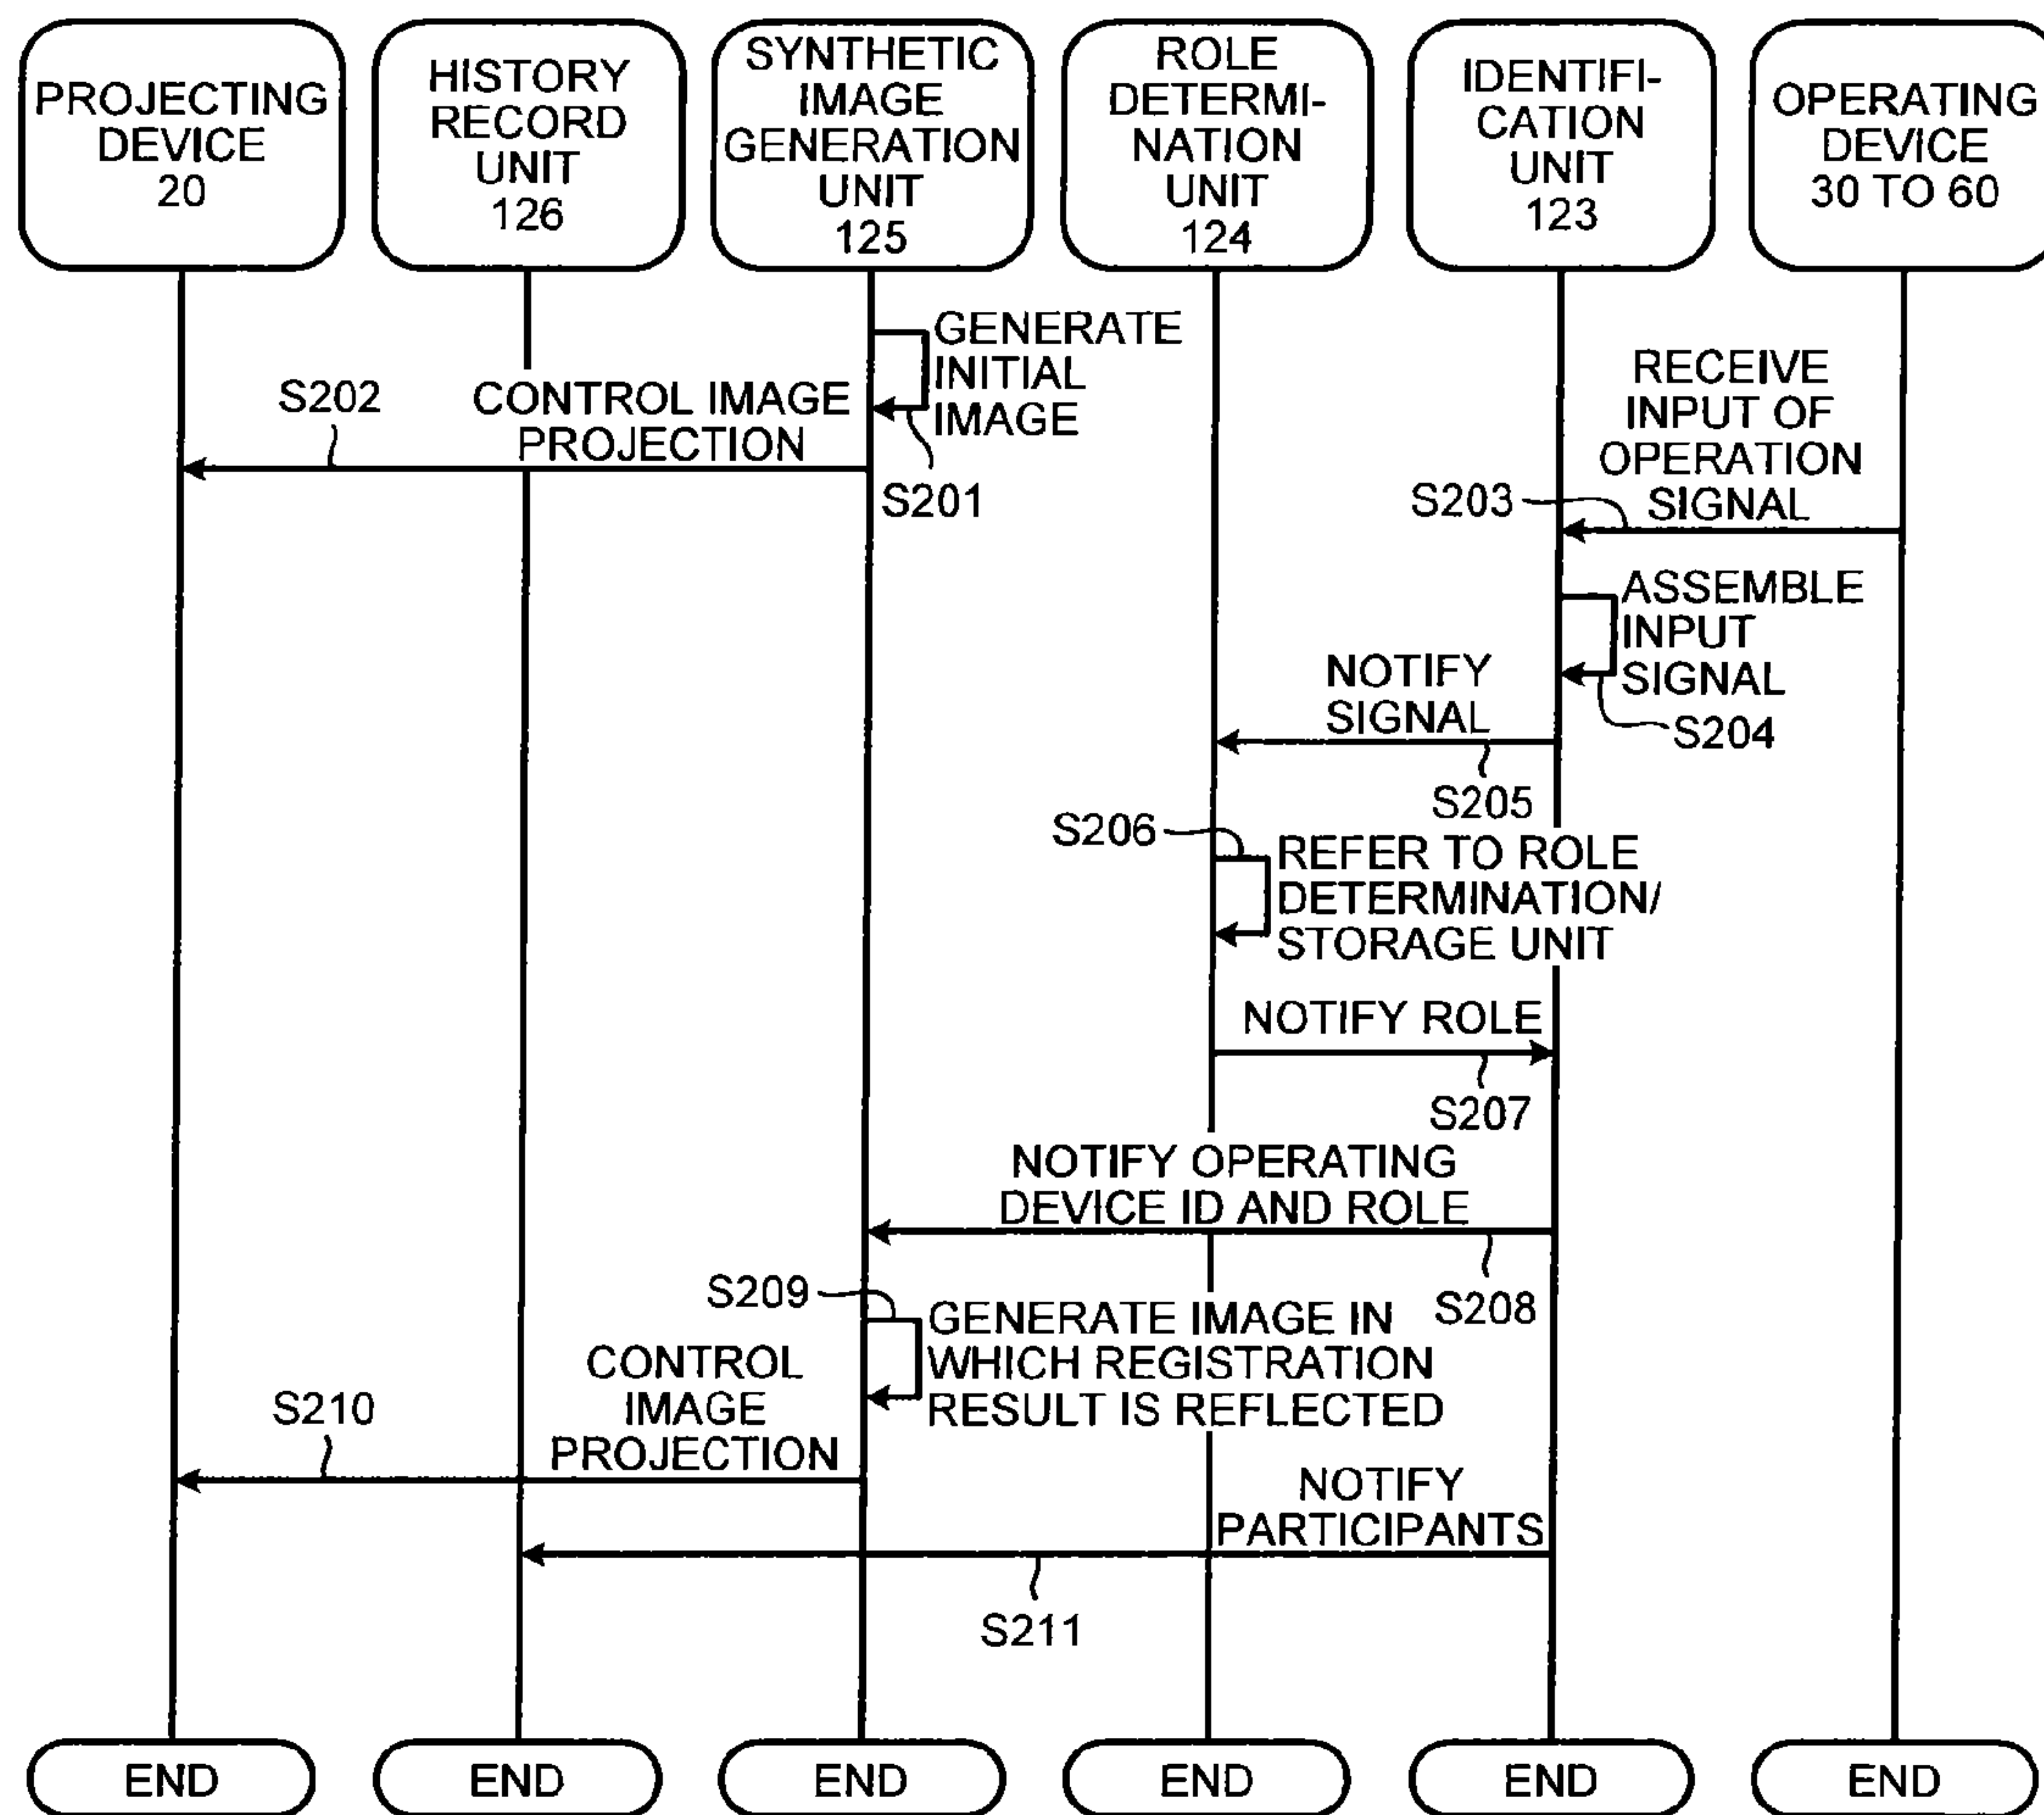 PROJECTING
DEVICE
20
HISTORY
RECORD
UNIT
126
SYNTHETIC
IMAGE
GENERATION
UNIT
125
ROLE
DETERMI-
NATION
UNIT
124
IDENTIFI-
CATION
UNIT
123
OPERATING
DEVICE
30 TO 60
GENERATE
INITIAL
IMAGE
S201
S202
CONTROL IMAGE
PROJECTION
RECEIVE
INPUT OF
OPERATION
SIGNAL
S203
ASSEMBLE
INPUT
SIGNAL
S204
NOTIFY
SIGNAL
S205
S206
REFER TO ROLE
DETERMINATION/
STORAGE UNIT
NOTIFY ROLE
S207
NOTIFY OPERATING
DEVICE ID AND ROLE
S208
S209
GENERATE IMAGE IN
WHICH REGISTRATION
RESULT IS REFLECTED
CONTROL
IMAGE
PROJECTION
S210
NOTIFY
PARTICIPANTS
S211
END
END
END
END
END
END